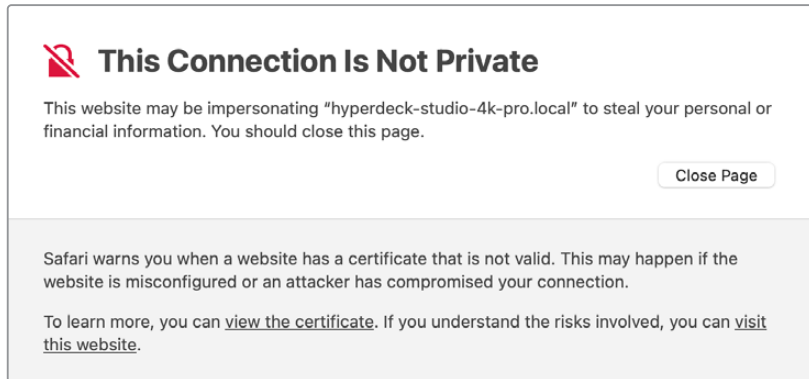 This Connection Is Not Private
This website may be impersonating “hyperdeck-studio-4k-pro.local” to steal your personal or
financial information. You should close this page.
Close Page
Safari warns you when a website has a certificate that is not valid. This may happen if the
website is misconfigured or an attacker has compromised your connection.
To learn more, you can view the certificate. If you understand the risks involved, you can visit
this website.